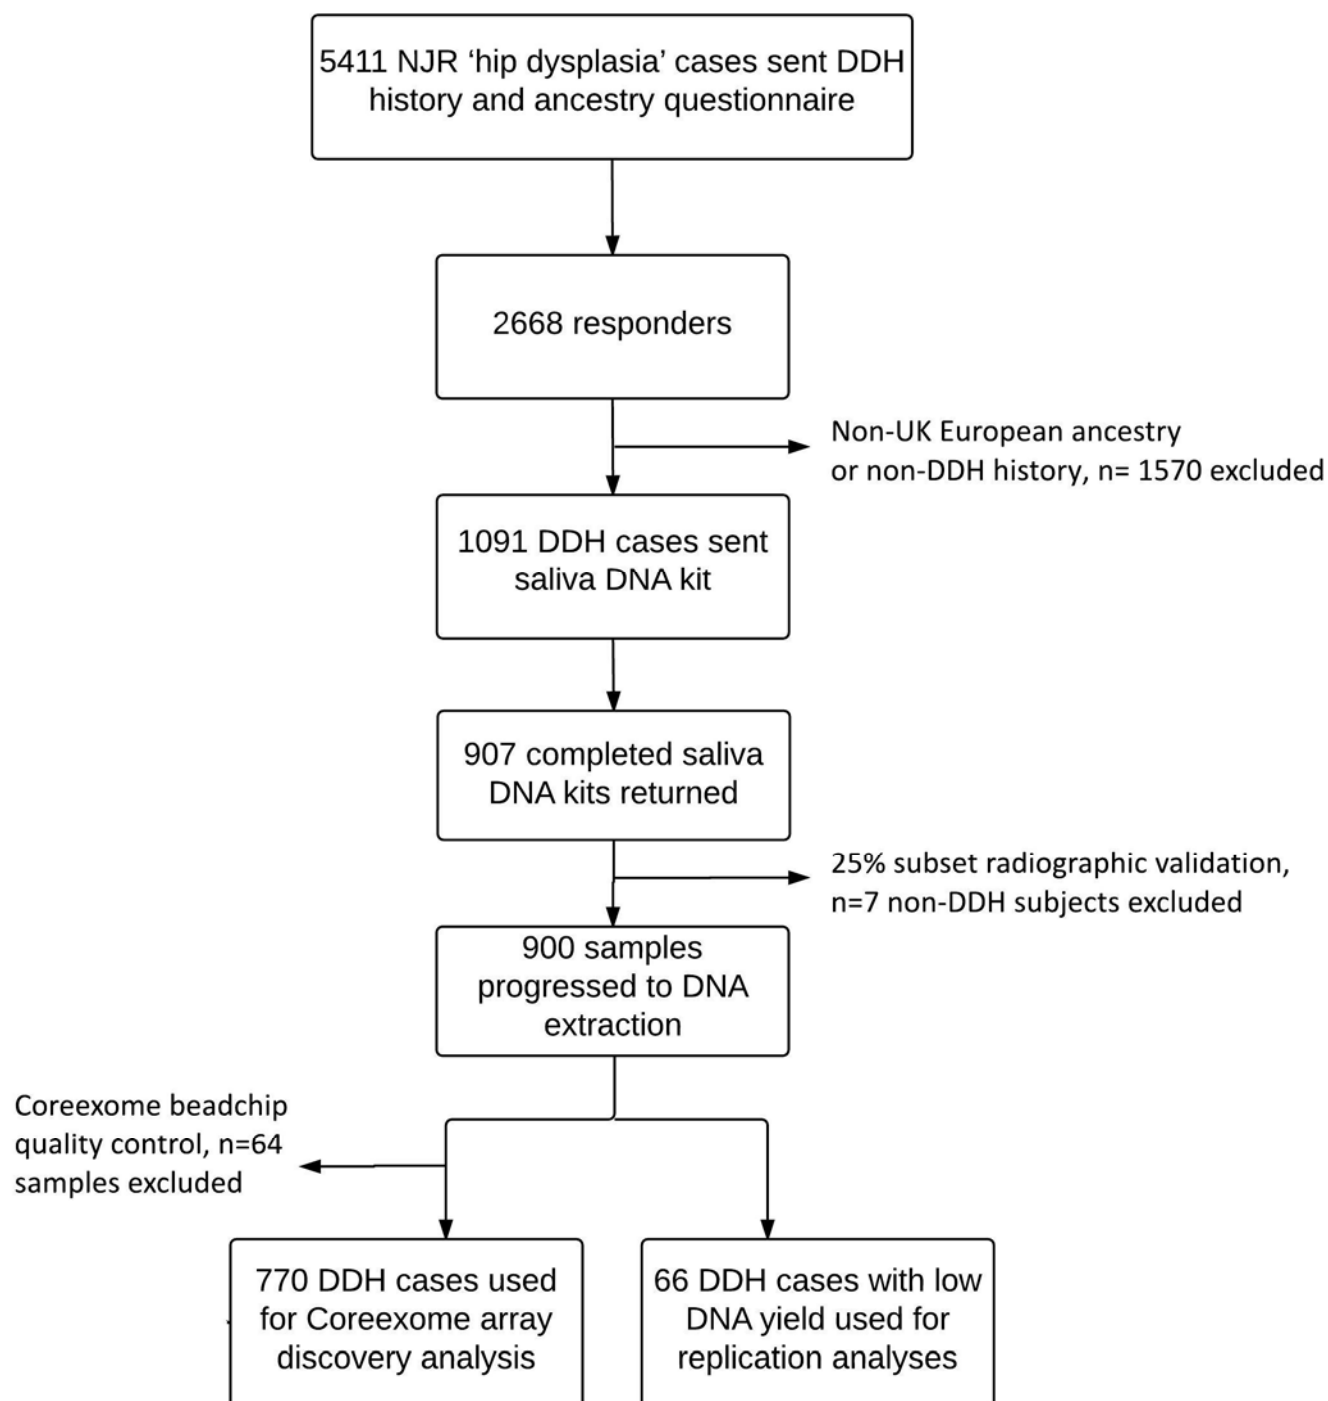 5411 NJR ‘hip dysplasia’ cases sent DDH
history and ancestry questionnaire
2668 responders
Non-UK European ancestry
or non-DDH history, n= 1570 excluded
1091 DDH cases sent
saliva DNA kit
907 completed saliva
DNA kits returned
25% subset radiographic validation,
n=7 non-DDH subjects excluded
900 samples
progressed to DNA
extraction
Coreexome beadchip
quality control, n=64
samples excluded
770 DDH cases used
for Coreexome array
discovery analysis
66 DDH cases with low
DNA yield used for
replication analyses